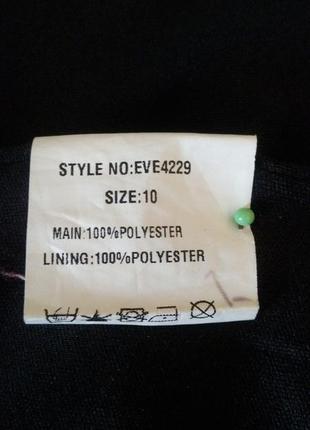 STYLE NO:EVE4229
SIZE:10
MAIN:100%POLYESTER
LINING:100%POLYESTER